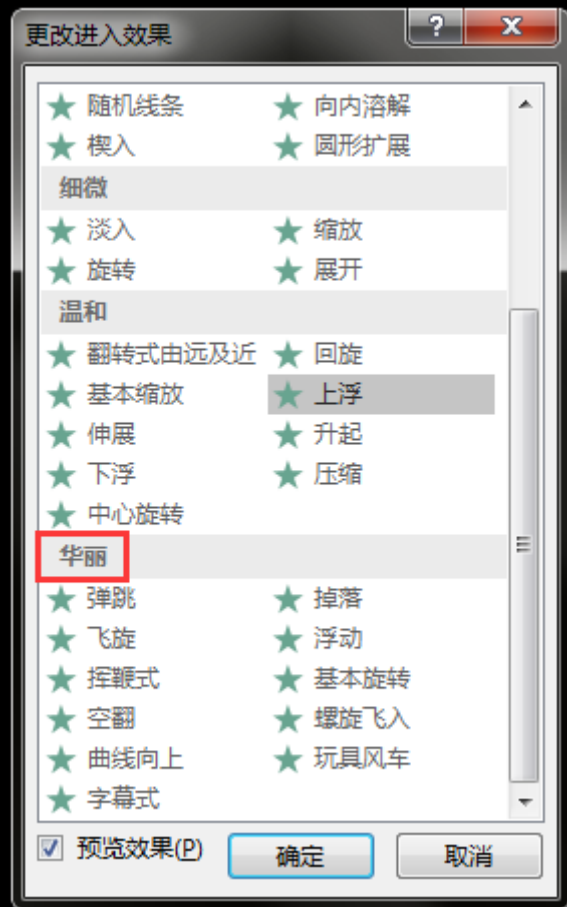 更改进入效果
随机线条 向内溶解
楔入 圆形扩展
细微
淡入 缩放
旋转 展开
温和
翻转式由远及近 回旋
基本缩放 上浮
伸展 升起
下浮 压缩
中心旋转
华丽
弹跳 掉落
飞旋 浮动
挥鞭式 基本旋转
空翻 螺旋飞入
曲线向上 玩具风车
字幕式
预览效果(P) 确定 取消